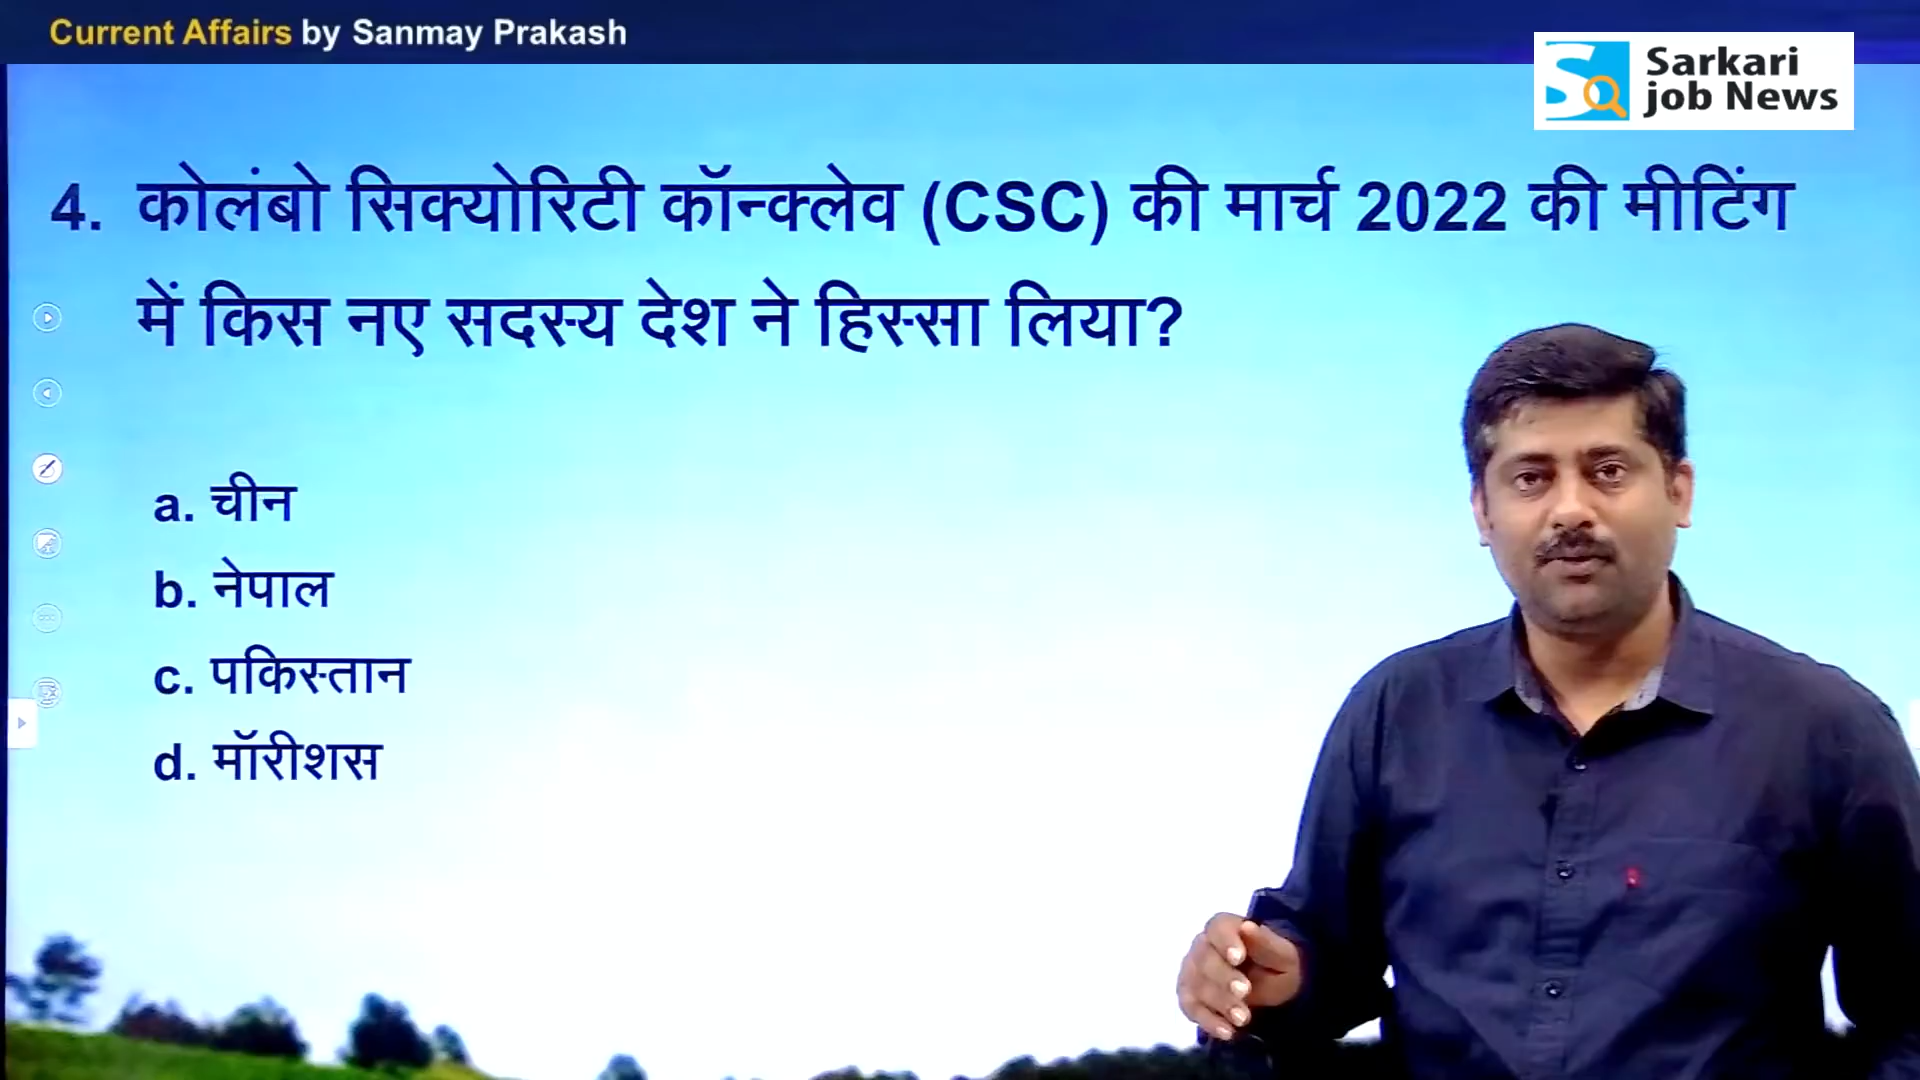 Current Affairs by Sanmay Prakash
Sarkari
job News
4. कोलंबो सिक्योरिटी कॉन्क्लेव (CSC) की मार्च 2022 की मीटिंग
में किस नए सदस्य देश ने हिस्सा लिया?
a. चीन
b. नेपाल
c. पकिस्तान
d. मॉरीशस